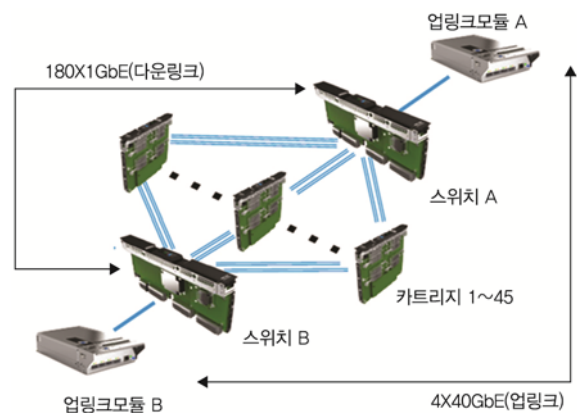 업링크모듈 A
180X1GbE(다운링크)
스위치 A
카트리지 1～45
스위치 B
업링크모듈 B
4X40GbE(업링크)